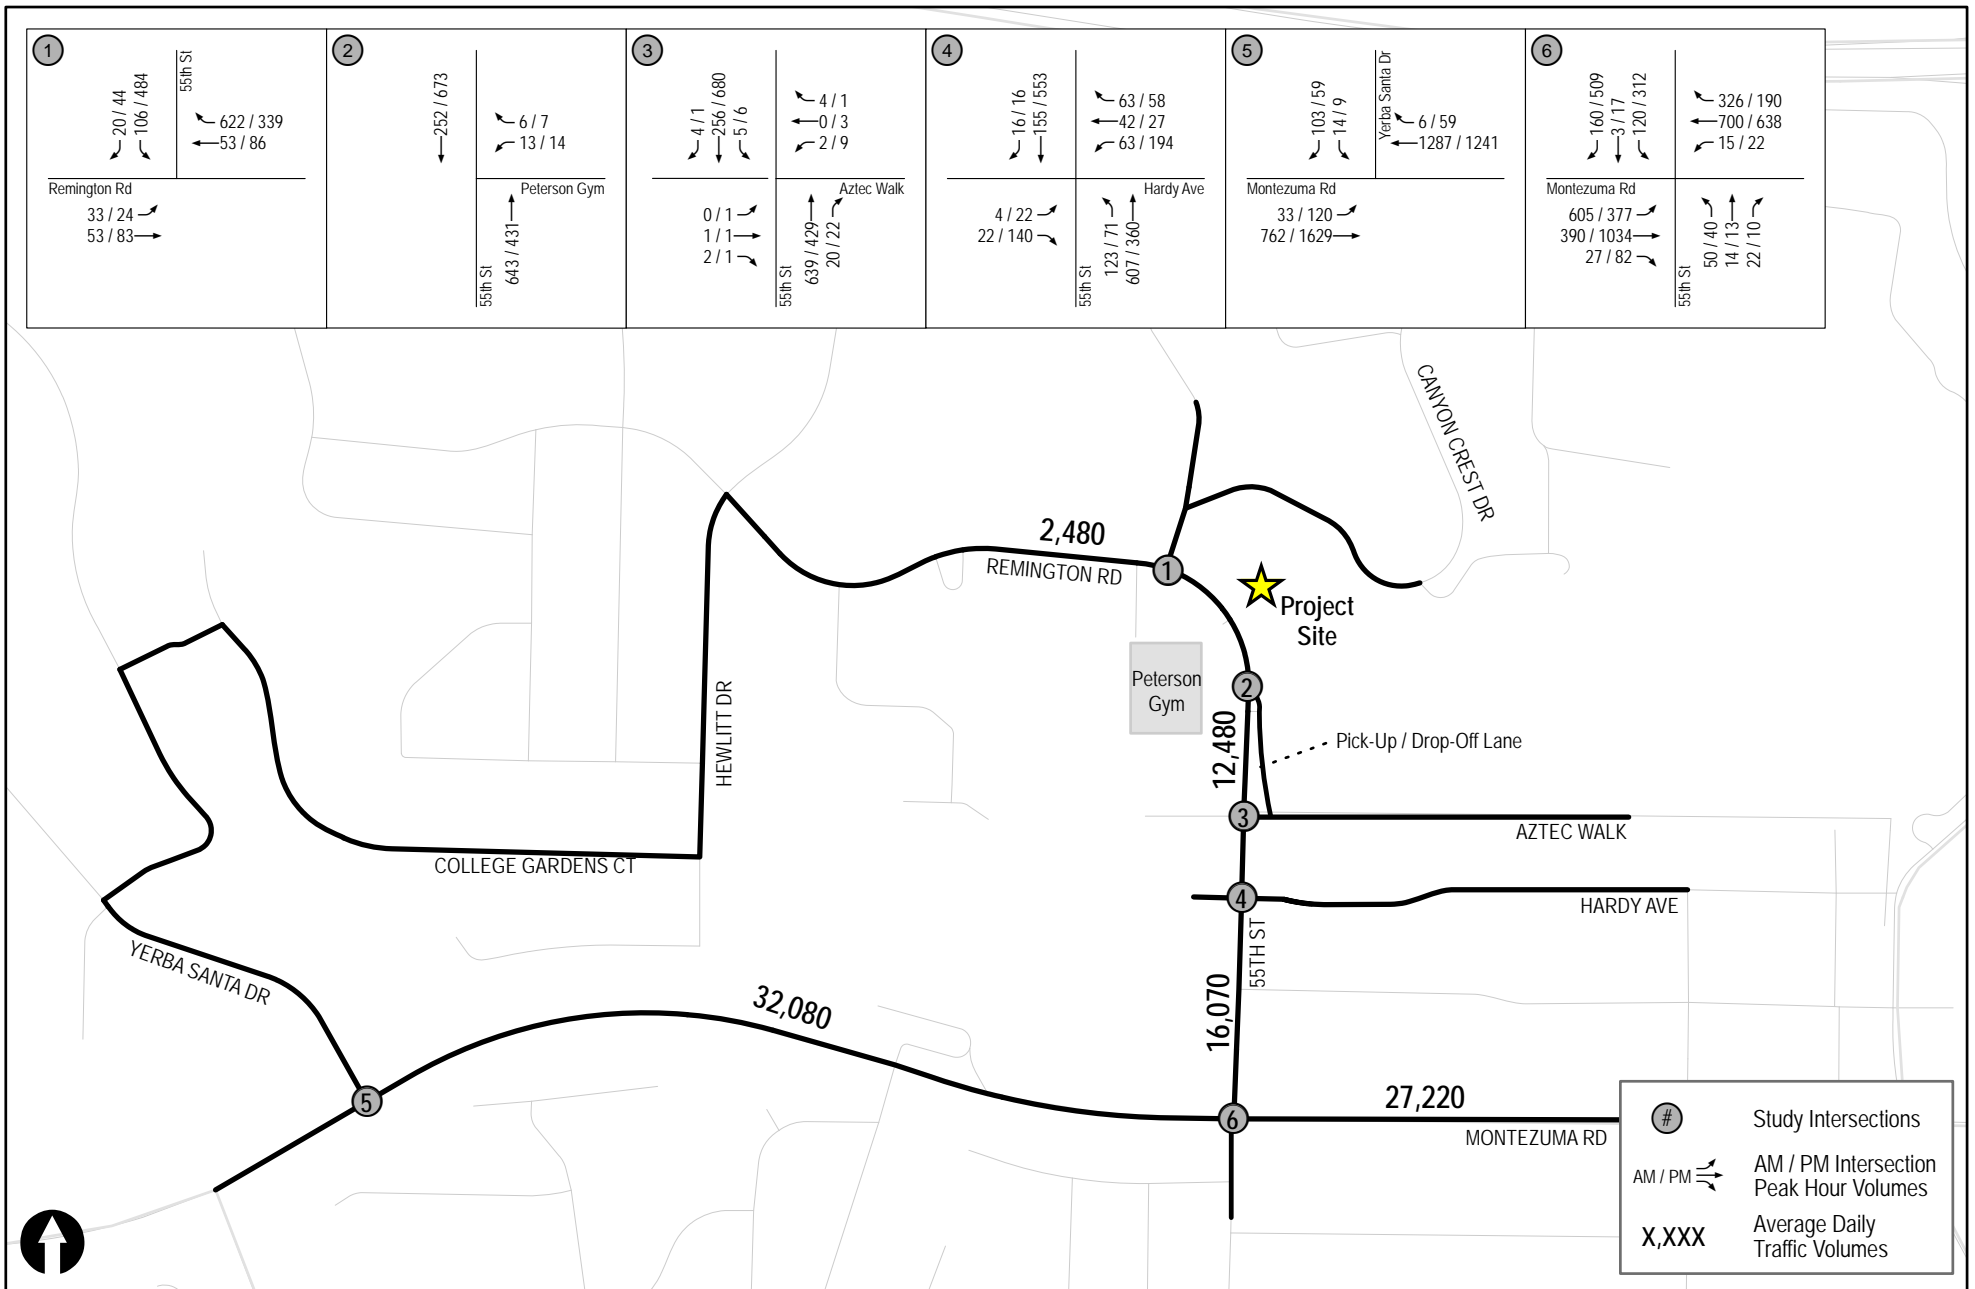 1
55th St
20 / 44
106 / 484
622 / 339
53 / 86
Remington Rd
33 / 24
53 / 83
2
252 / 673
6 / 7
13 / 14
Peterson Gym
55th St
643 / 431
3
4 / 1
256 / 680
5 / 6
4 / 1
0 / 3
2 / 9
Aztec Walk
0 / 1
1 / 1
2 / 1
55th St
639 / 429
20 / 22
4
16 / 16
155 / 553
63 / 58
42 / 27
63 / 194
Hardy Ave
4 / 22
22 / 140
55th St
123 / 71
607 / 360
5
103 / 59
14 / 9
Yerba Santa Dr
6 / 59
1287 / 1241
Montezuma Rd
33 / 120
762 / 1629
6
160 / 509
3 / 17
120 / 312
326 / 190
700 / 638
15 / 22
Montezuma Rd
605 / 377
390 / 1034
27 / 82
55th St
50 / 40
14 / 13
22 / 10
CANYON CREST DR
2,480
REMINGTON RD
1
Project
Site
Peterson
Gym
2
HEWLITT DR
12,480
Pick-Up / Drop-Off Lane
3
AZTEC WALK
COLLEGE GARDENS CT
4
HARDY AVE
55TH ST
YERBA SANTA DR
32,080
16,070
5
6
27,220
MONTEZUMA RD
#
Study Intersections
AM / PM
AM / PM Intersection
Peak Hour Volumes
X,XXX
Average Daily
Traffic Volumes